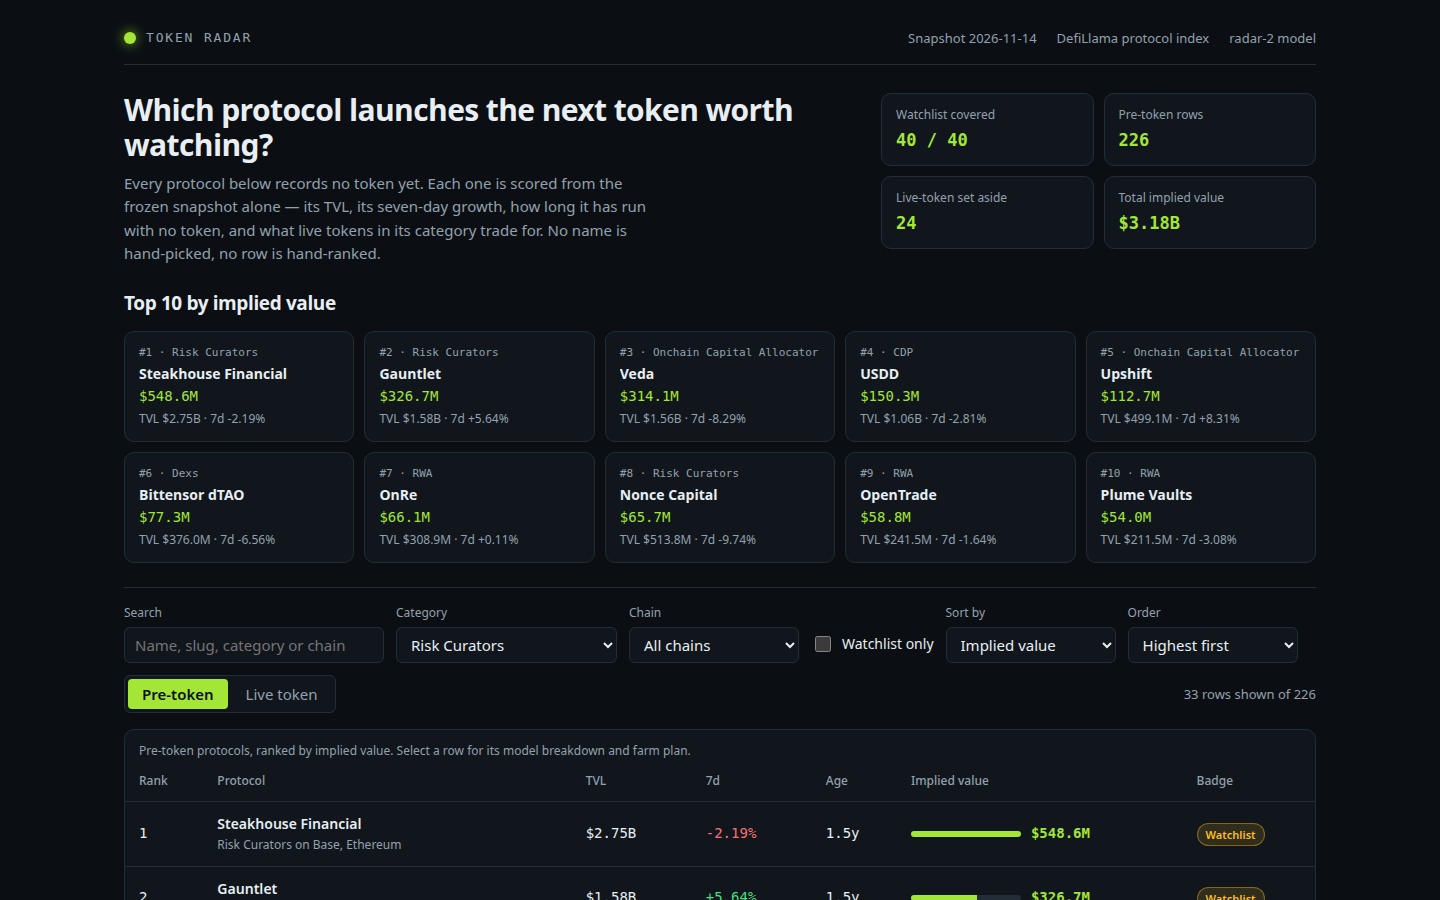 TOKEN RADAR
Snapshot 2026-11-14 DefiLlama protocol index radar-2 model
Which protocol launches the next token worth
watching?
Every protocol below records no token yet. Each one is scored from the
frozen snapshot alone — its TVL, its seven-day growth, how long it has run
with no token, and what live tokens in its category trade for. No name is
hand-picked, no row is hand-ranked.
Watchlist covered
40 / 40
Pre-token rows
226
Live-token set aside
24
Total implied value
$3.18B
Top 10 by implied value
#1 · Risk Curators
Steakhouse Financial
$548.6M
TVL $2.75B · 7d -2.19%
#2 · Risk Curators
Gauntlet
$326.7M
TVL $1.58B · 7d +5.64%
#3 · Onchain Capital Allocator
Veda
$314.1M
TVL $1.56B · 7d -8.29%
#4 · CDP
USDD
$150.3M
TVL $1.06B · 7d -2.81%
#5 · Onchain Capital Allocator
Upshift
$112.7M
TVL $499.1M · 7d +8.31%
#6 · Dexs
Bittensor dTAO
$77.3M
TVL $376.0M · 7d -6.56%
#7 · RWA
OnRe
$66.1M
TVL $308.9M · 7d +0.11%
#8 · Risk Curators
Nonce Capital
$65.7M
TVL $513.8M · 7d -9.74%
#9 · RWA
OpenTrade
$58.8M
TVL $241.5M · 7d -1.64%
#10 · RWA
Plume Vaults
$54.0M
TVL $211.5M · 7d -3.08%
Search
Name, slug, category or chain
Category
Risk Curators
Chain
All chains
Watchlist only
Sort by
Implied value
Order
Highest first
Pre-token Live token
33 rows shown of 226
Pre-token protocols, ranked by implied value. Select a row for its model breakdown and farm plan.
Rank Protocol TVL 7d Age Implied value Badge
1 Steakhouse Financial $2.75B -2.19% 1.5y $548.6M Watchlist
Risk Curators on Base, Ethereum
2 Gauntlet $1.58B +5.64% 1.5y $326.7M Watchlist